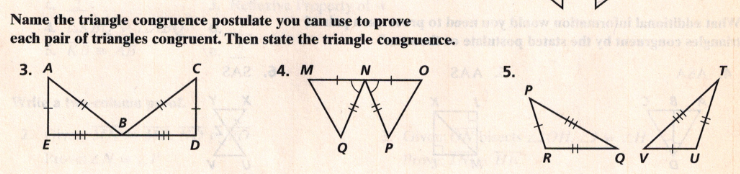 Name the triangle congruence postulate you can use to prove
each pair of triangles congruent. Then state the triangle congruence.
3. A C B E D
4. M N O Q P
5. P R Q T V U